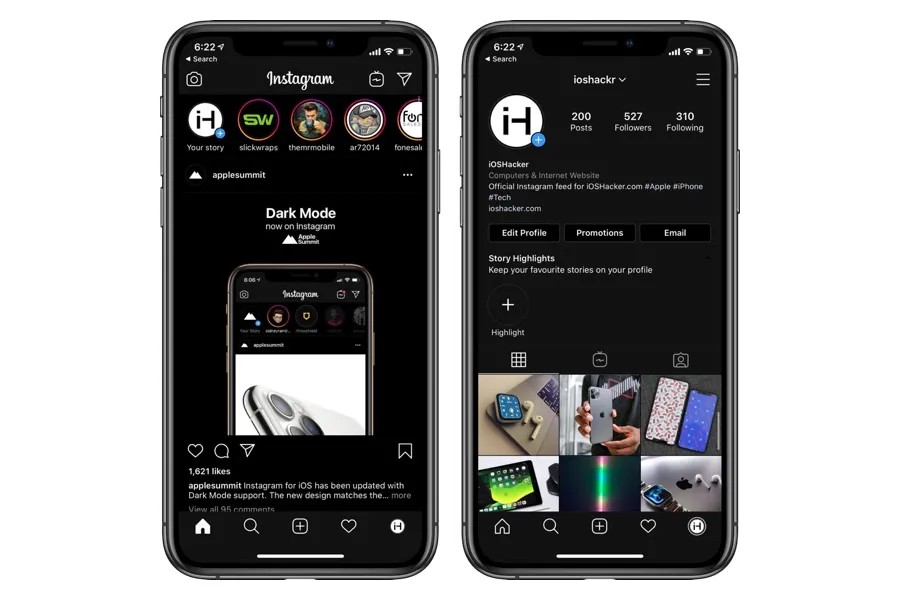 6:22
Search
Instagram
iH
SW
fon
Your story
slickwraps
themrmobile
ar72014
fonesale
applesummit
Dark Mode
now on Instagram
Apple
Summit
8:06
Instagram
Your Story
applesummit
1,621 likes
applesummit Instagram for iOS has been updated with
Dark Mode support. The new design matches the... more
View all 95 comments
iH
6:22
Search
ioshackr
iH
200
527
310
Posts
Followers
Following
iOSHacker
Computers & Internet Website
Official Instagram feed for iOSHacker.com #Apple #iPhone
#Tech
ioshacker.com
Edit Profile
Promotions
Email
Story Highlights
Keep your favourite stories on your profile
Highlight
iH